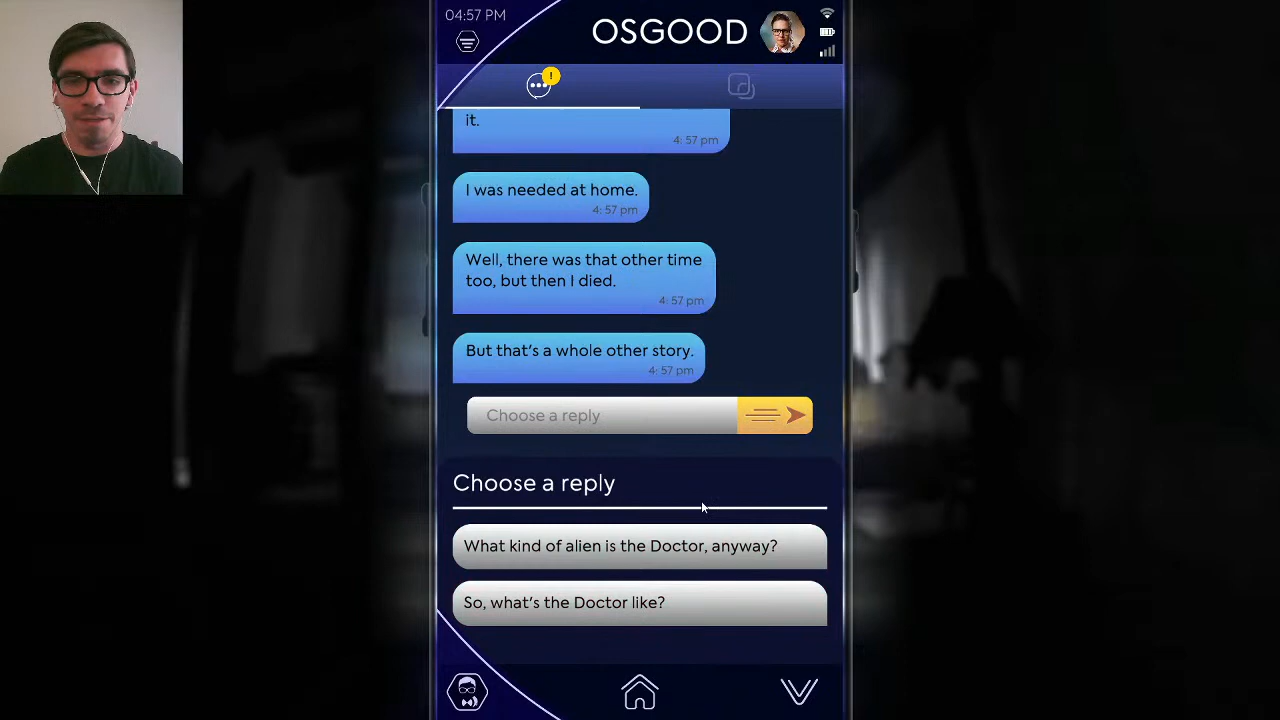 04:57 PM
OSGOOD
!
it.
4: 57 pm
I was needed at home.
4: 57 pm
Well, there was that other time
too, but then I died.
4: 57 pm
But that's a whole other story.
4: 57 pm
Choose a reply
Choose a reply
What kind of alien is the Doctor, anyway?
So, what's the Doctor like?